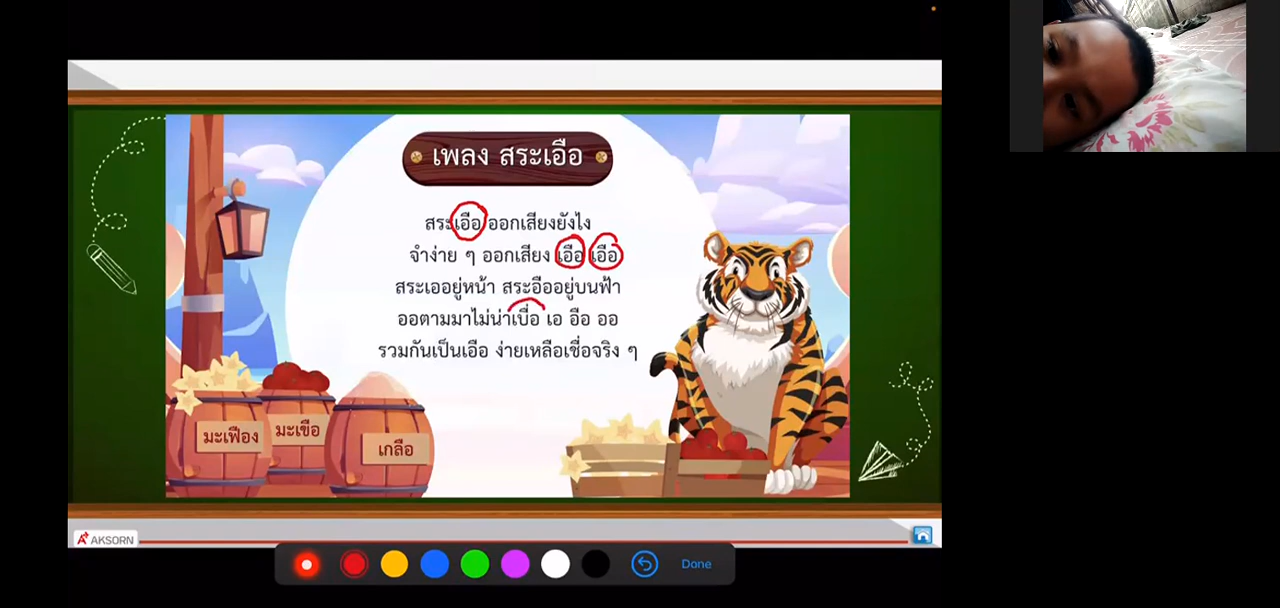 เพลง สระเอือ
สระเอือ ออกเสียงยังไง
จำง่าย ๆ ออกเสียง เอือ เอือ
สระเออยู่หน้า สระอืออยู่บนฟ้า
ออตามมาไม่น่าเบื่อ เอ อือ ออ
รวมกันเป็นเอือ ง่ายเหลือเชื่อจริง ๆ
มะเฟือง
มะเขือ
เกลือ
AKSORN
Done